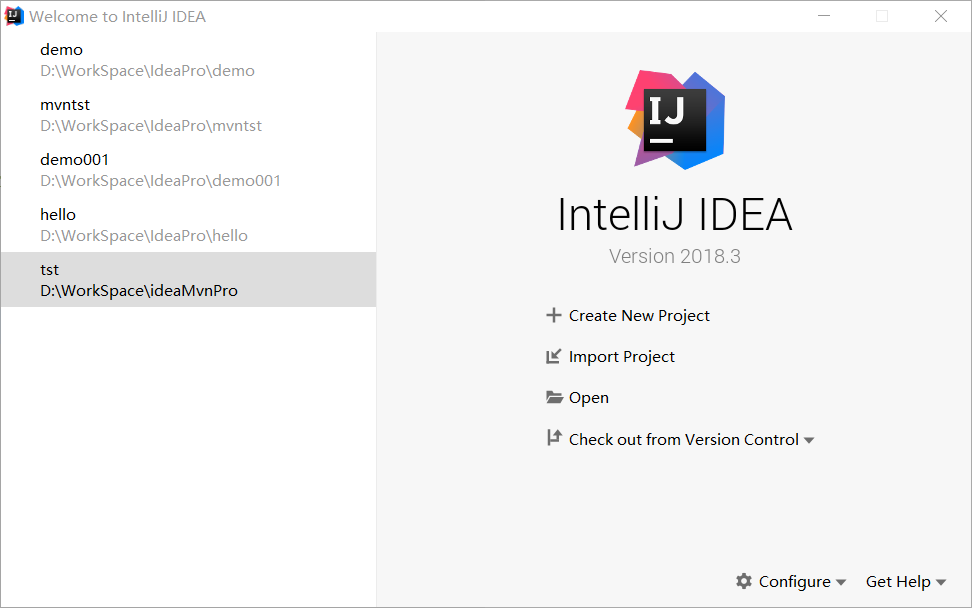 Welcome to IntelliJ IDEA
demo
D:\WorkSpace\IdeaPro\demo
mvntst
D:\WorkSpace\IdeaPro\mvntst
demo001
D:\WorkSpace\IdeaPro\demo001
hello
D:\WorkSpace\IdeaPro\hello
tst
D:\WorkSpace\ideaMvnPro
IJ
IntelliJ IDEA
Version 2018.3
Create New Project
Import Project
Open
Check out from Version Control
Configure
Get Help